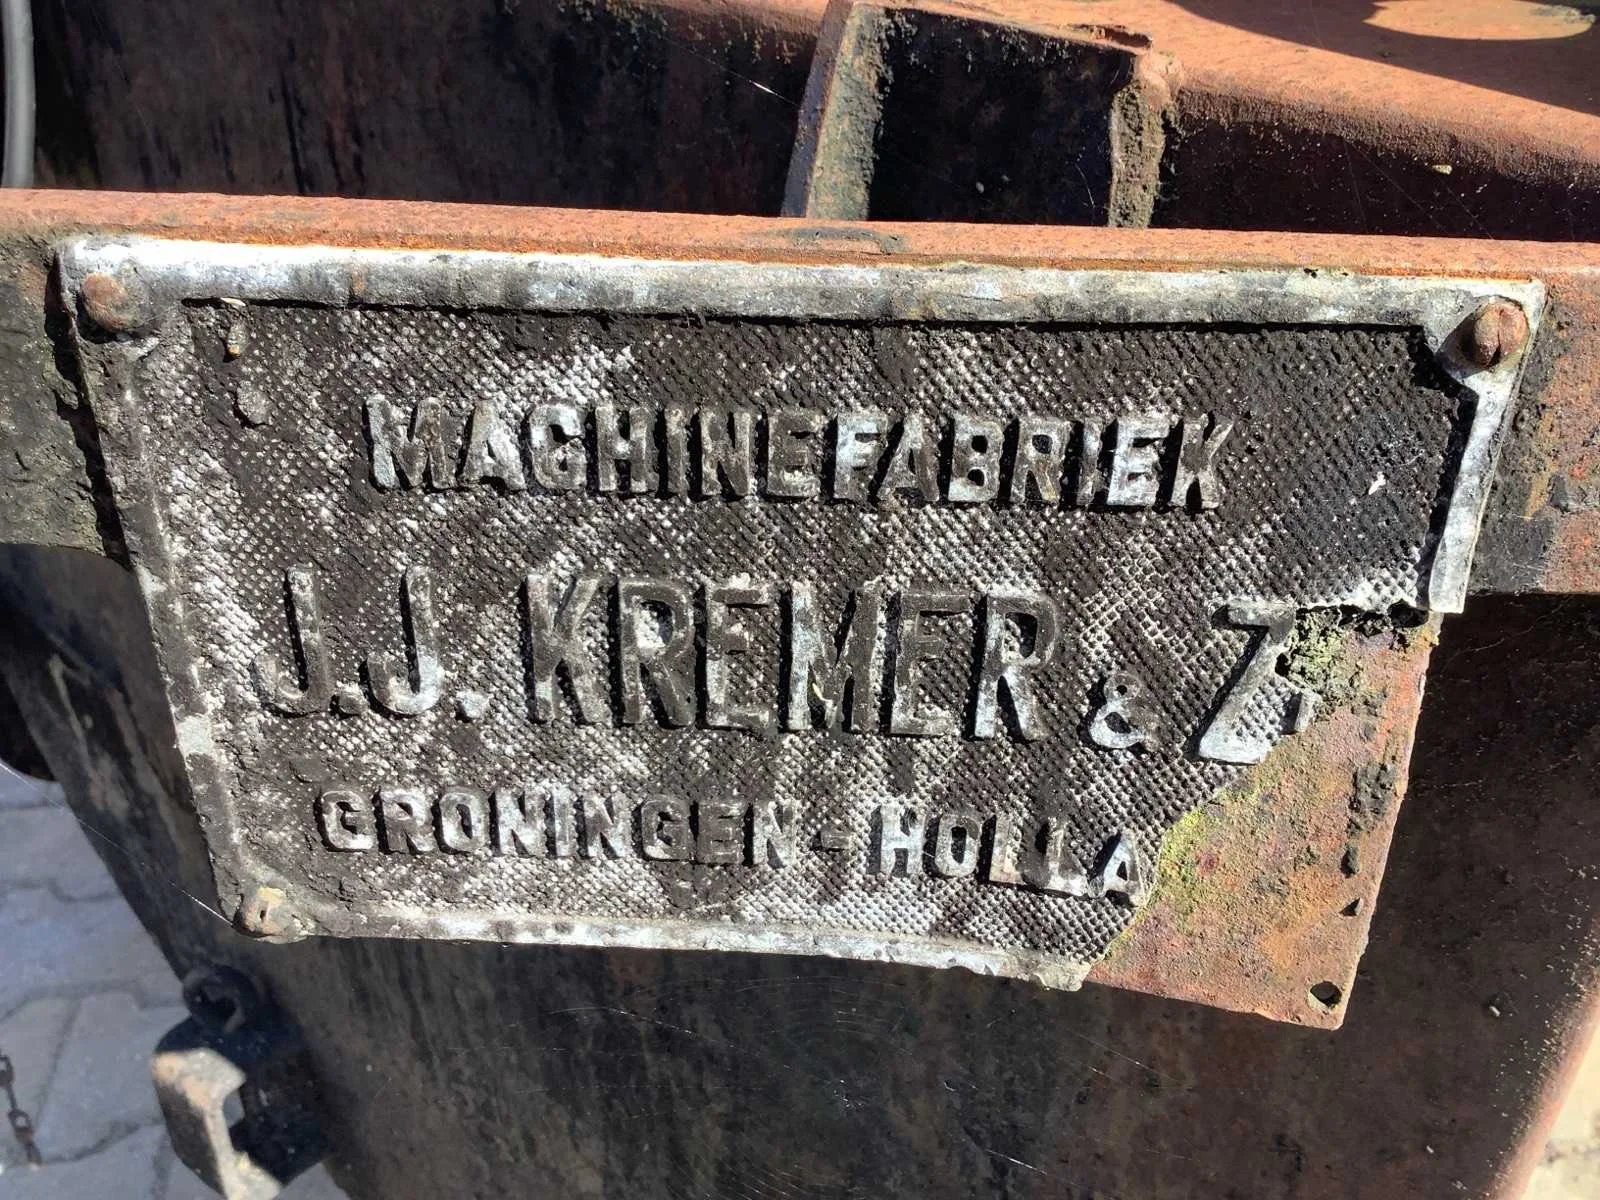 MACHINEFABRIEK
J.J. KREMER & Z
GRONINGEN - HOLLA